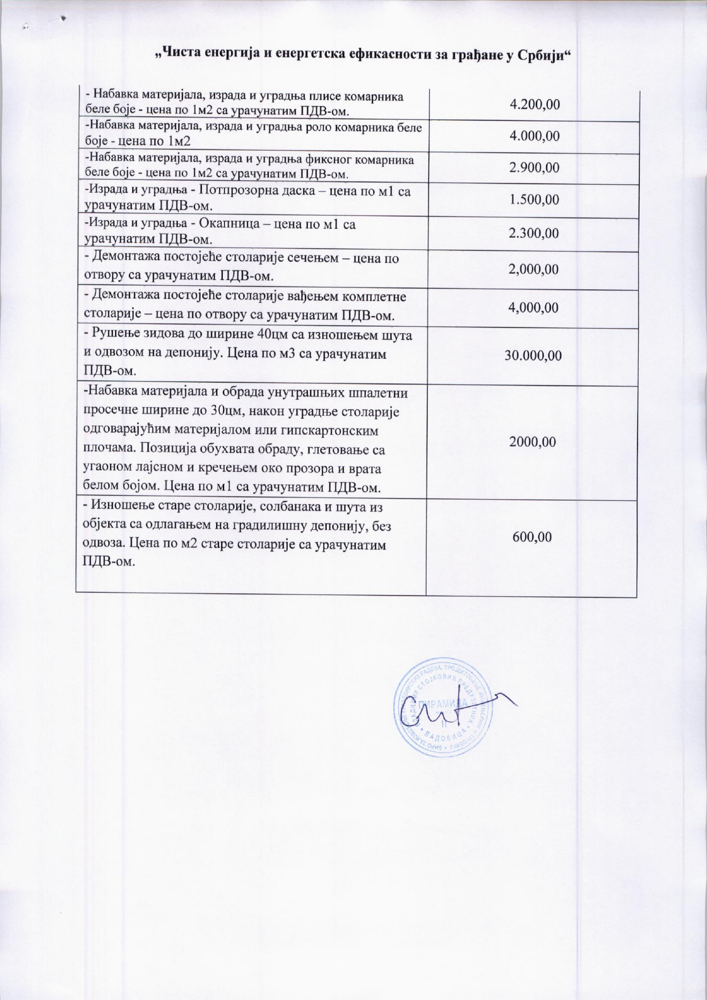 „Чиста енергија и енергетска ефикасности за грађане у Србији“
- Набавка материјала, израда и уградња плисе комарника
беле боје - цена по 1м2 са урачунатим ПДВ-ом.
4.200,00
-Набавка материјала, израда и уградња роло комарника беле
боје - цена по 1м2
4.000,00
-Набавка материјала, израда и уградња фиксног комарника
беле боје - цена по 1м2 са урачунатим ПДВ-ом.
2.900,00
-Израда и уградња - Потпрозорна даска – цена по м1 са
урачунатим ПДВ-ом.
1.500,00
-Израда и уградња - Окапница – цена по м1 са
урачунатим ПДВ-ом.
2.300,00
- Демонтажа постојеће столарије сечењем – цена по
отвору са урачунатим ПДВ-ом.
2,000,00
- Демонтажа постојеће столарије вађењем комплетне
столарије – цена по отвору са урачунатим ПДВ-ом.
4,000,00
- Рушење зидова до ширине 40цм са изношењем шута
и одвозом на депонију. Цена по м3 са урачунатим
ПДВ-ом.
30.000,00
-Набавка материјала и обрада унутрашњих шпалетни
просечне ширине до 30цм, након уградње столарије
одговарајућим материјалом или гипскартонским
плочама. Позиција обухвата обраду, глетовање са
угаоном лајсном и кречењем око прозора и врата
белом бојом. Цена по м1 са урачунатим ПДВ-ом.
2000,00
- Изношење старе столарије, солбанака и шута из
објекта са одлагањем на градилишну депонију, без
одвоза. Цена по м2 старе столарије са урачунатим
ПДВ-ом.
600,00
РАДОВА, ПРОЈЕКТОВАЊЕ
СТОЈКОВИЋ ПРЕДУЗЕТНИК
ПИРАМИДА
II
ЛАДОВИЦА